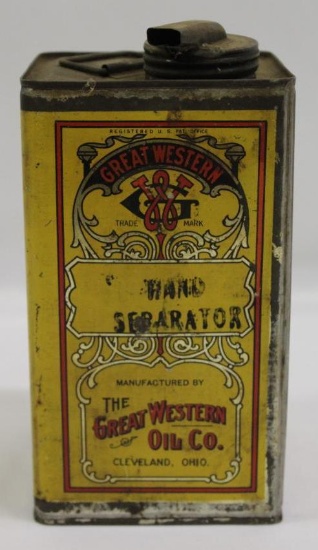 REGISTERED U.S. PAT. OFFICE
GREAT WESTERN
TRADE MARK
HAND
SEPARATOR
MANUFACTURED BY
THE
GREAT WESTERN
OIL CO.
CLEVELAND, OHIO.